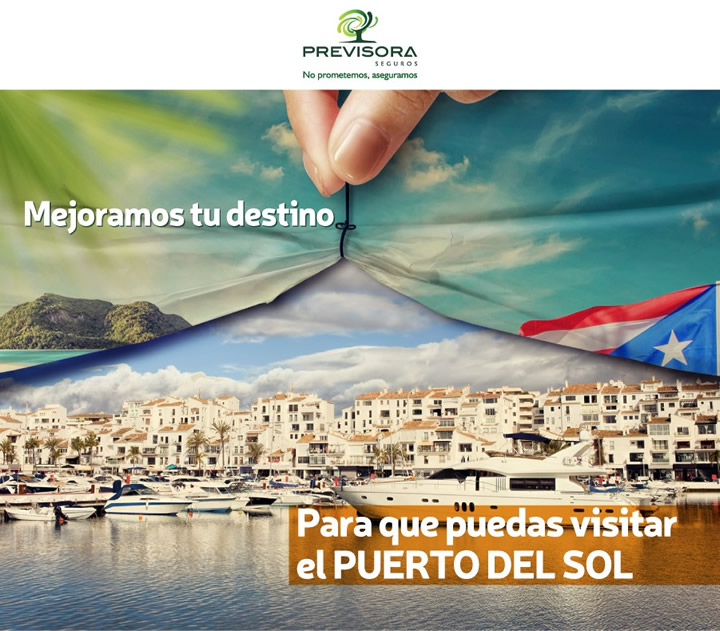 PREVISORA
SEGUROS
No prometemos, aseguramos
Mejoramos tu destino
Para que puedas visitar
el PUERTO DEL SOL